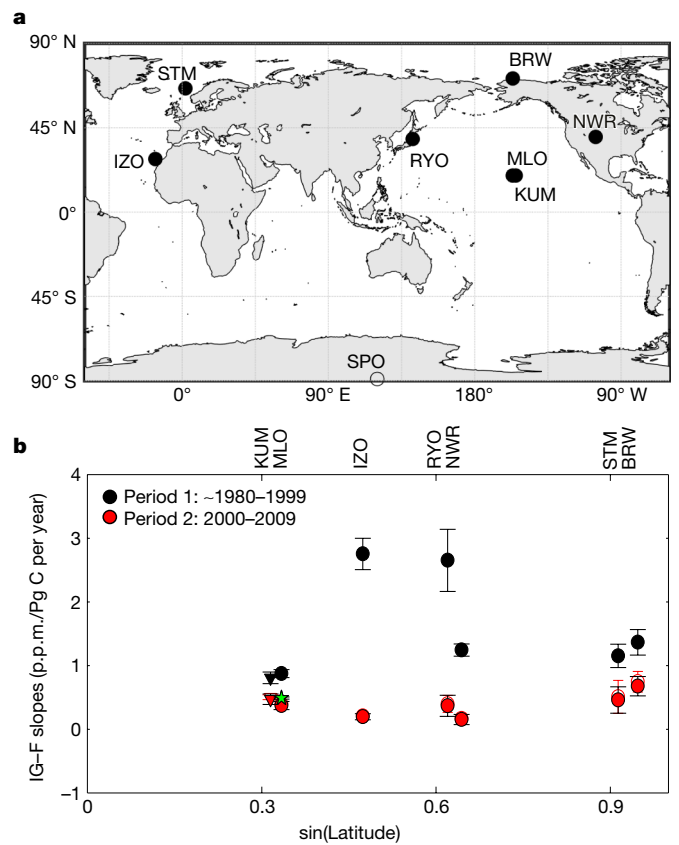 a
90° N
BRW
STM
NWR
45° N
IZO
RYO
MLO
KUM
0°
45° S
SPO
90° S
0°
90° E
180°
90° W
b
KUM
MLO
IZO
RYO
NWR
STM
BRW
4
Period 1: ~1980–1999
Period 2: 2000–2009
3
2
1
0
−1
IG–F slopes (p.p.m./Pg C per year)
0
0.3
0.6
0.9
sin(Latitude)